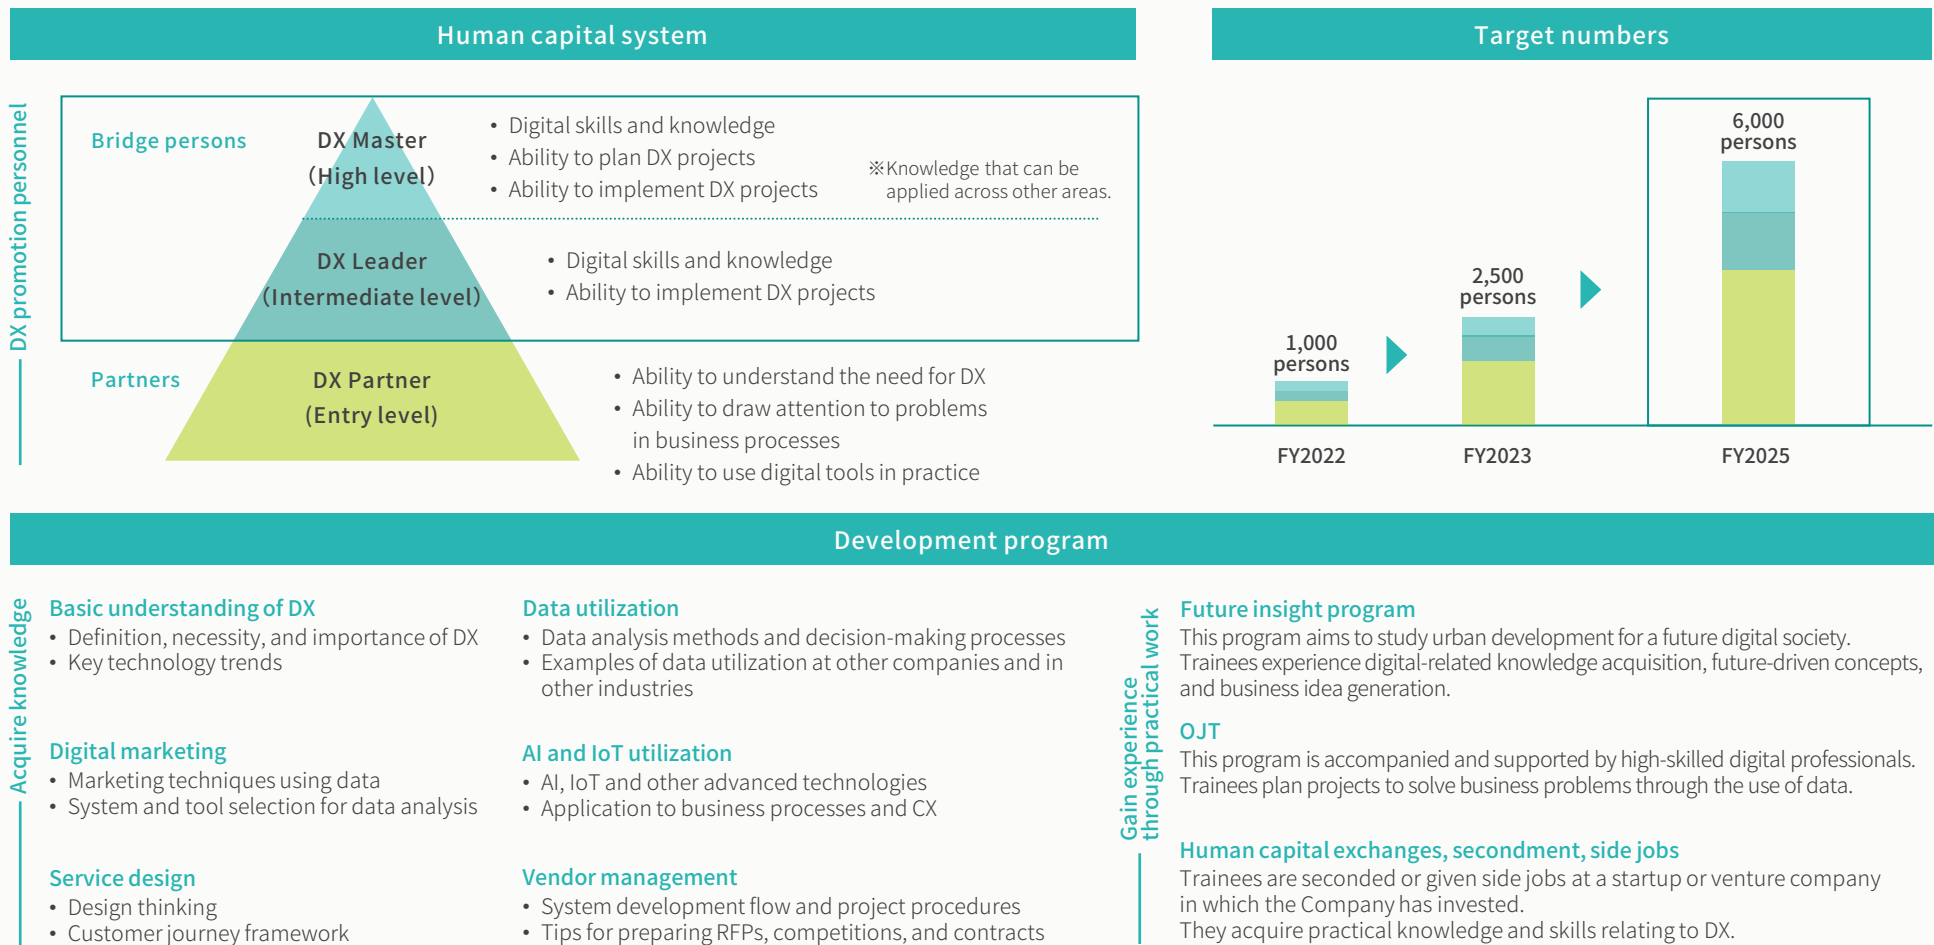 Human capital system
DX promotion personnel
Bridge persons
DX Master
(High level)
• Digital skills and knowledge
• Ability to plan DX projects
• Ability to implement DX projects
※Knowledge that can be
applied across other areas.
DX Leader
(Intermediate level)
• Digital skills and knowledge
• Ability to implement DX projects
Partners
DX Partner
(Entry level)
• Ability to understand the need for DX
• Ability to draw attention to problems
in business processes
• Ability to use digital tools in practice
Target numbers
1,000
persons
2,500
persons
6,000
persons
FY2022
FY2023
FY2025
Development program
Acquire knowledge
Basic understanding of DX
• Definition, necessity, and importance of DX
• Key technology trends
Digital marketing
• Marketing techniques using data
• System and tool selection for data analysis
Service design
• Design thinking
• Customer journey framework
Data utilization
• Data analysis methods and decision-making processes
• Examples of data utilization at other companies and in
other industries
AI and IoT utilization
• AI, IoT and other advanced technologies
• Application to business processes and CX
Vendor management
• System development flow and project procedures
• Tips for preparing RFPs, competitions, and contracts
Gain experience
through practical work
Future insight program
This program aims to study urban development for a future digital society.
Trainees experience digital-related knowledge acquisition, future-driven concepts,
and business idea generation.
OJT
This program is accompanied and supported by high-skilled digital professionals.
Trainees plan projects to solve business problems through the use of data.
Human capital exchanges, secondment, side jobs
Trainees are seconded or given side jobs at a startup or venture company
in which the Company has invested.
They acquire practical knowledge and skills relating to DX.